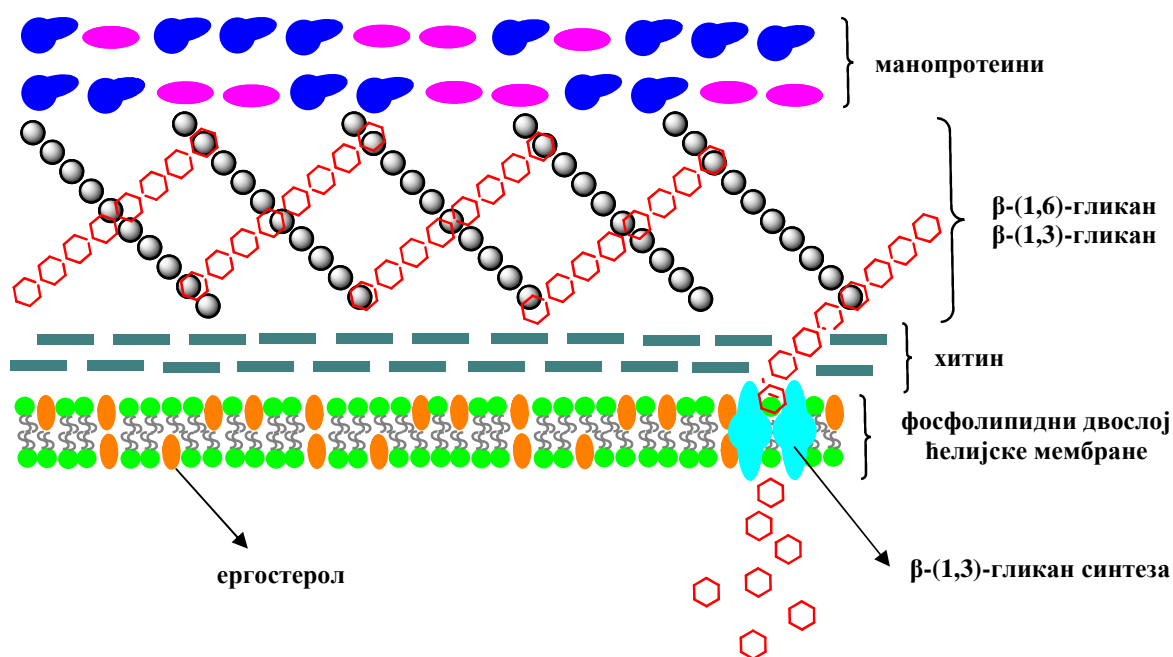 манопротеини
β-(1,6)-гликан
β-(1,3)-гликан
хитин
фосфолипидни двослој
ћелијске мембране
ергостерол
β-(1,3)-гликан синтеза